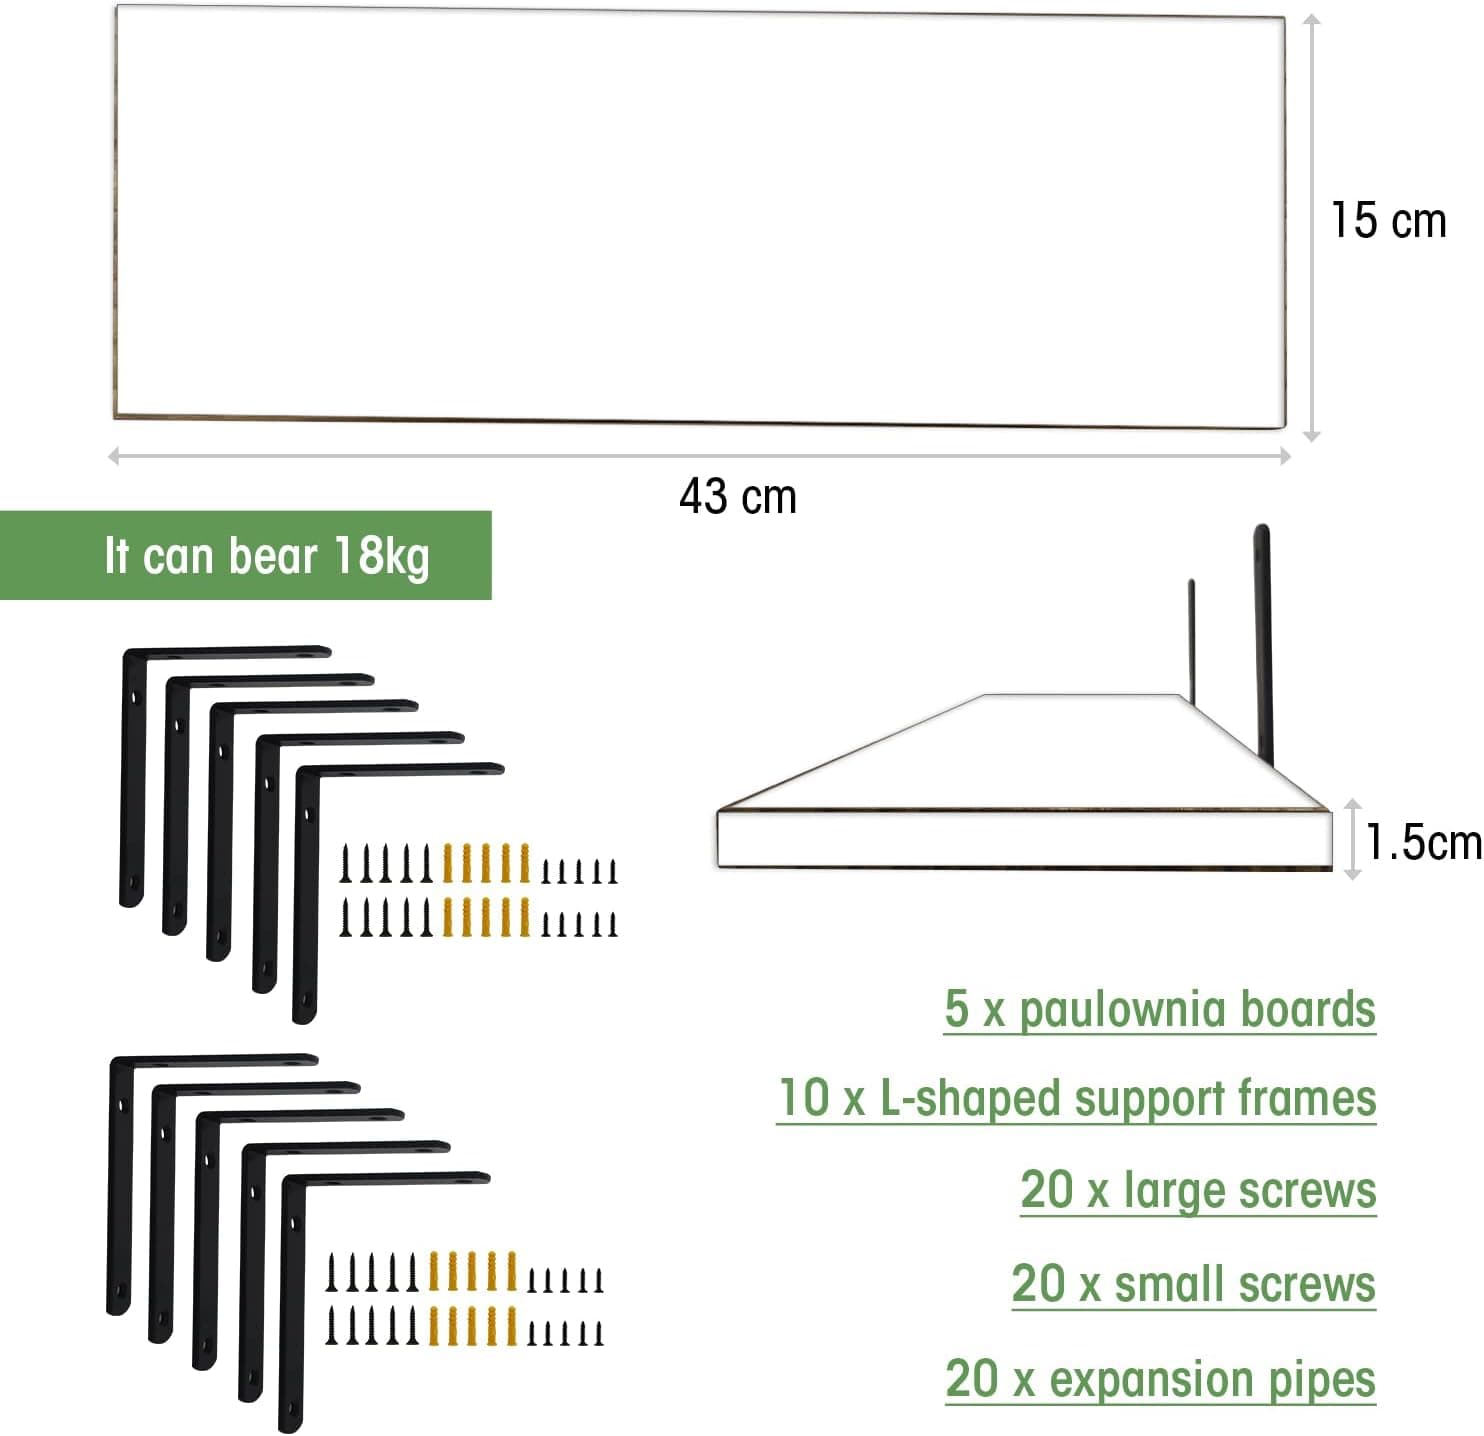 15 cm
43 cm
It can bear 18kg
1.5cm
5 x paulownia boards
10 x L-shaped support frames
20 x large screws
20 x small screws
20 x expansion pipes